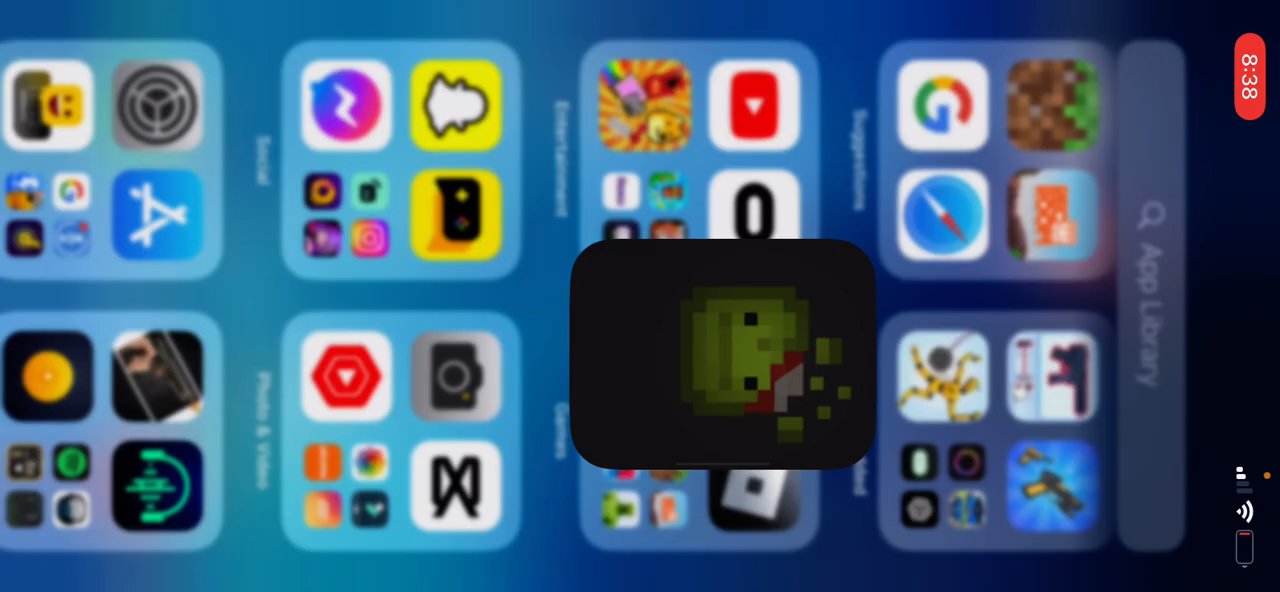 8:38
App Library
Suggestions
Entertainment
Social
Games
Photo & Video